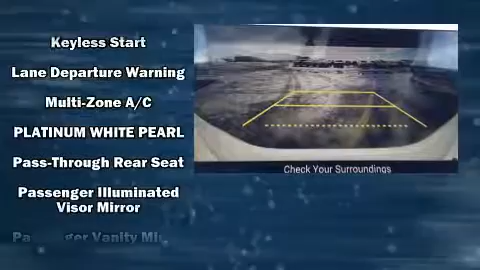 Keyless Start
Lane Departure Warning
Multi-Zone A/C
PLATINUM WHITE PEARL
Pass-Through Rear Seat
Passenger Illuminated
Visor Mirror
Check Your Surroundings